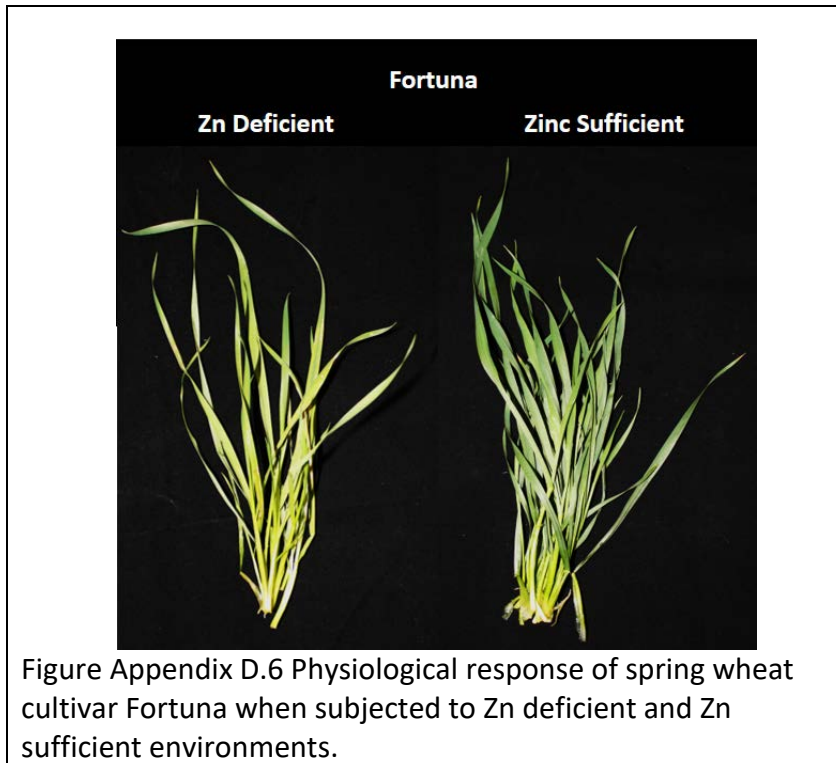 Fortuna
Zn Deficient
Zinc Sufficient
Figure Appendix D.6 Physiological response of spring wheat
cultivar Fortuna when subjected to Zn deficient and Zn
sufficient environments.